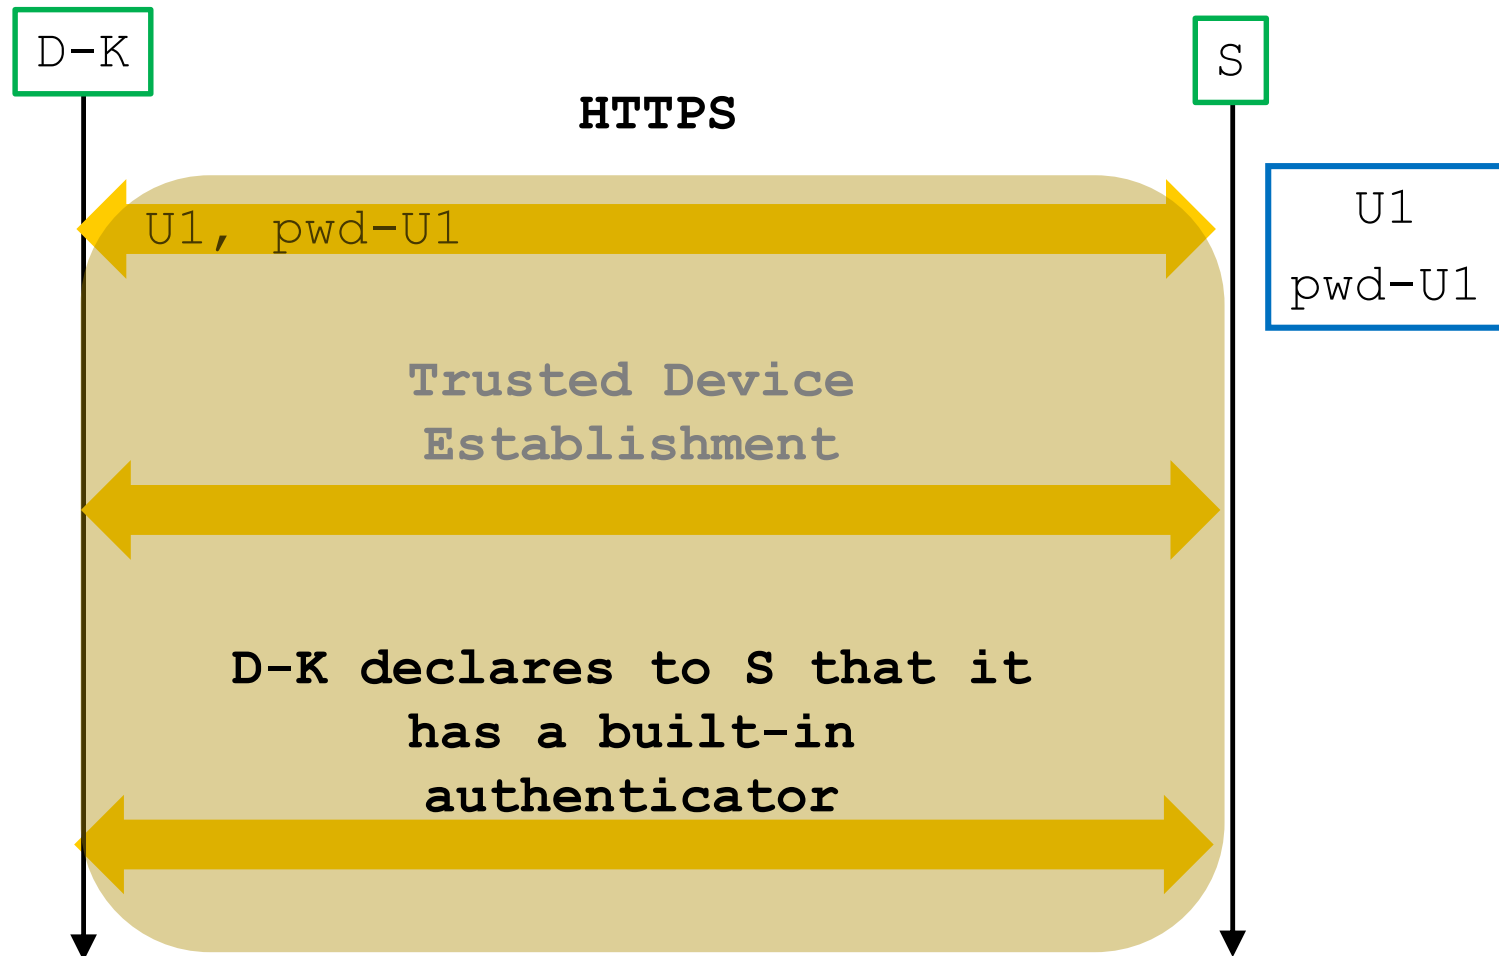 D-K
S
HTTPS
U1, pwd-U1
U1
pwd-U1
Trusted Device
Establishment
D-K declares to S that it
has a built-in
authenticator